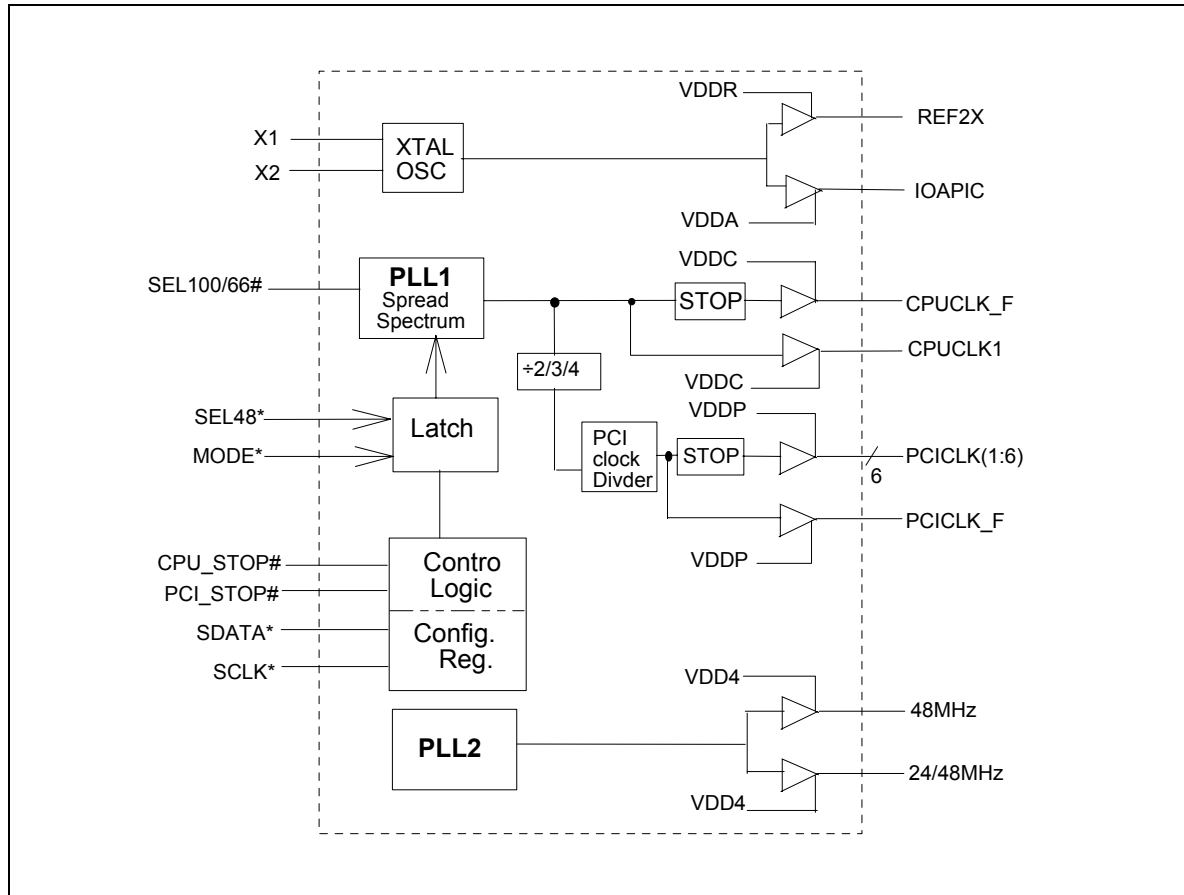 VDDR
REF2X
X1
XTAL
OSC
X2
IOAPIC
VDDA
VDDC
SEL100/66#
PLL1
Spread
Spectrum
STOP
CPUCLK_F
CPUCLK1
÷2/3/4
VDDC
VDDP
SEL48*
Latch
MODE*
PCI
clock
Divder
STOP
PCICLK(1:6)
6
PCICLK_F
VDDP
CPU_STOP#
PCI_STOP#
Contro
Logic
SDATA*
SCLK*
Config.
Reg.
VDD4
48MHz
PLL2
24/48MHz
VDD4